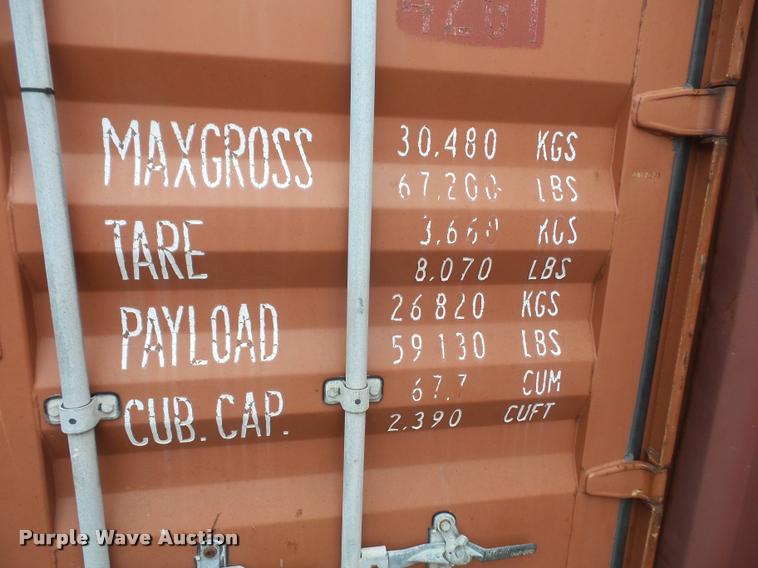 42G1
MAXGROSS 30.480 KGS
67.200 LBS
TARE 3.660 KGS
8.070 LBS
PAYLOAD 26820 KGS
59130 LBS
CUB. CAP. 67.7 CUM
2.390 CUFT
Purple Wave Auction